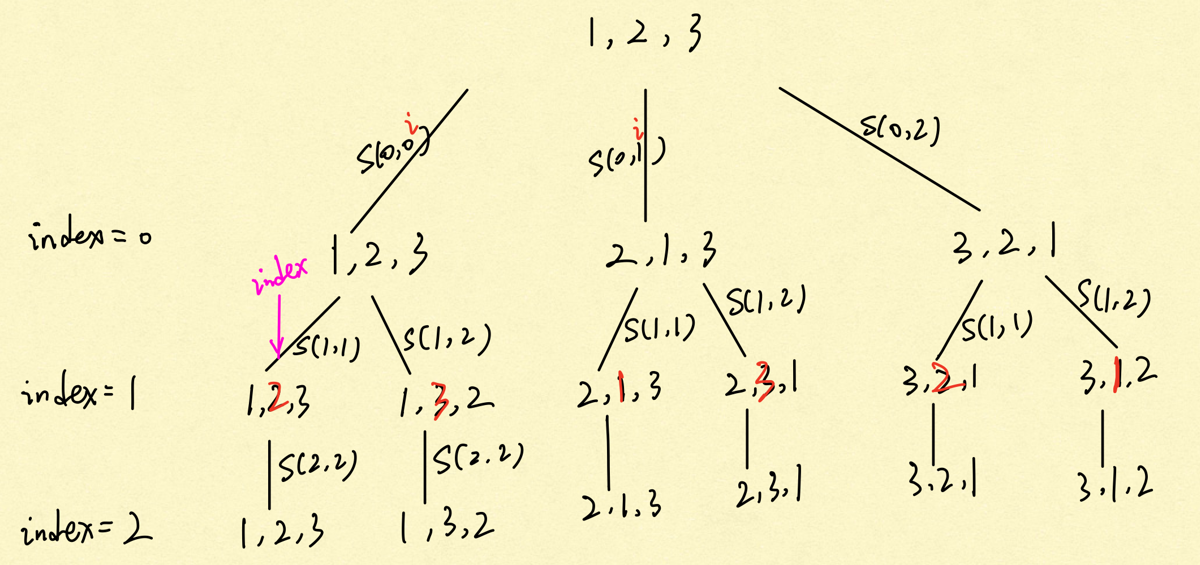 1, 2, 3
i i
S(0,0) S(0,1) S(0,2)
index=0 1, 2, 3 2, 1, 3 3, 2, 1
index
S(1,1) S(1,2) S(1,1) S(1,2) S(1,1) S(1,2)
index=1 1,2,3 1,3,2 2,1,3 2,3,1 3,2,1 3,1,2
S(2,2) S(2,2)
index=2 1,2,3 1,3,2 2,1,3 2,3,1 3,2,1 3,1,2